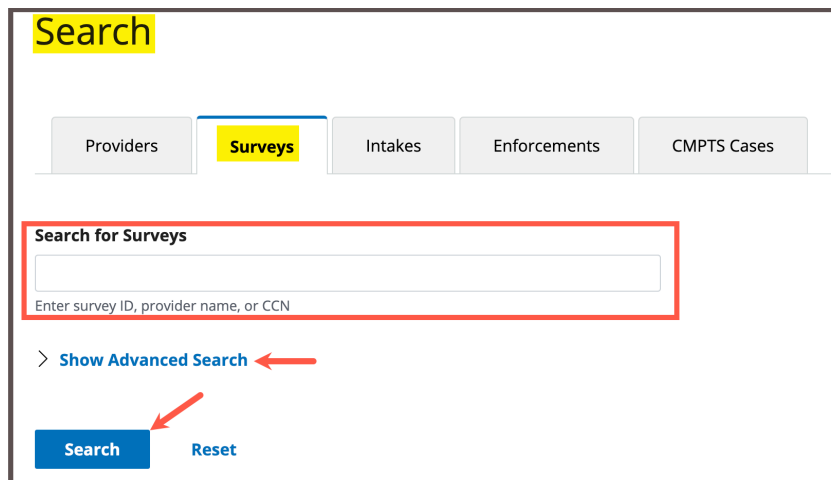 Search
Providers Surveys Intakes Enforcements CMPTS Cases
Search for Surveys
Enter survey ID, provider name, or CCN
Show Advanced Search
Search Reset